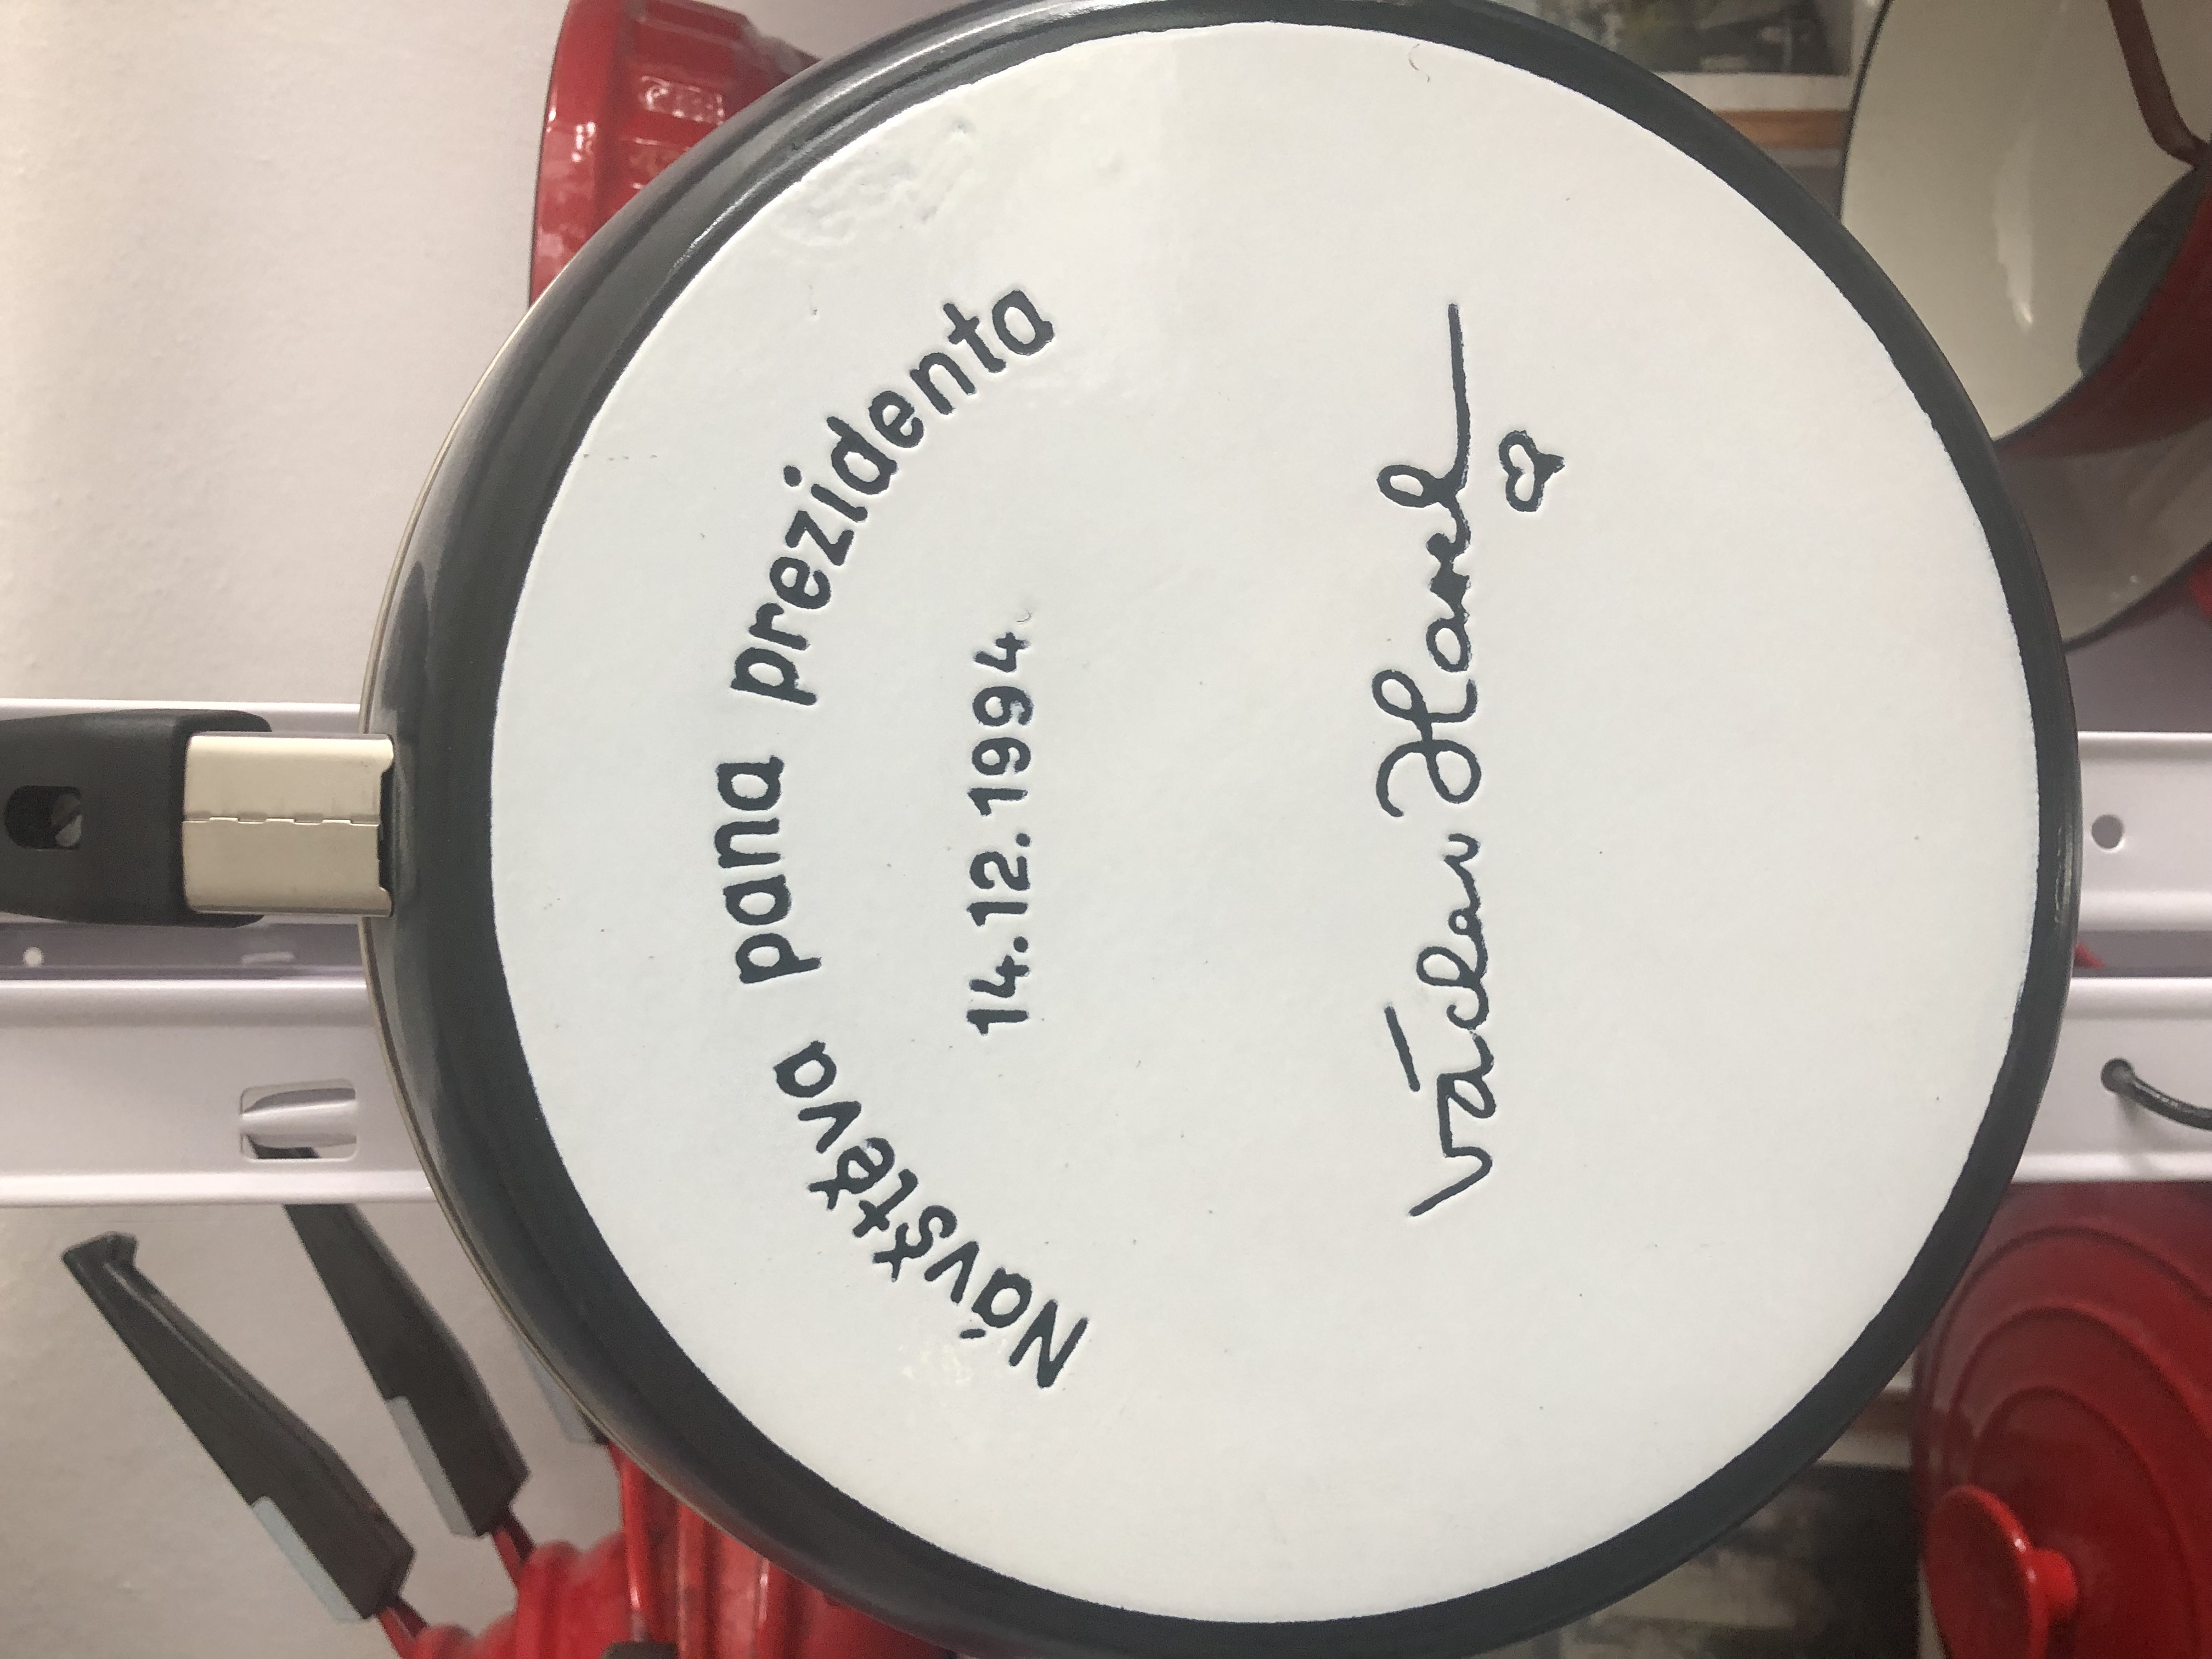 Návštěva pana prezidenta
14.12.1994
Václav Havel